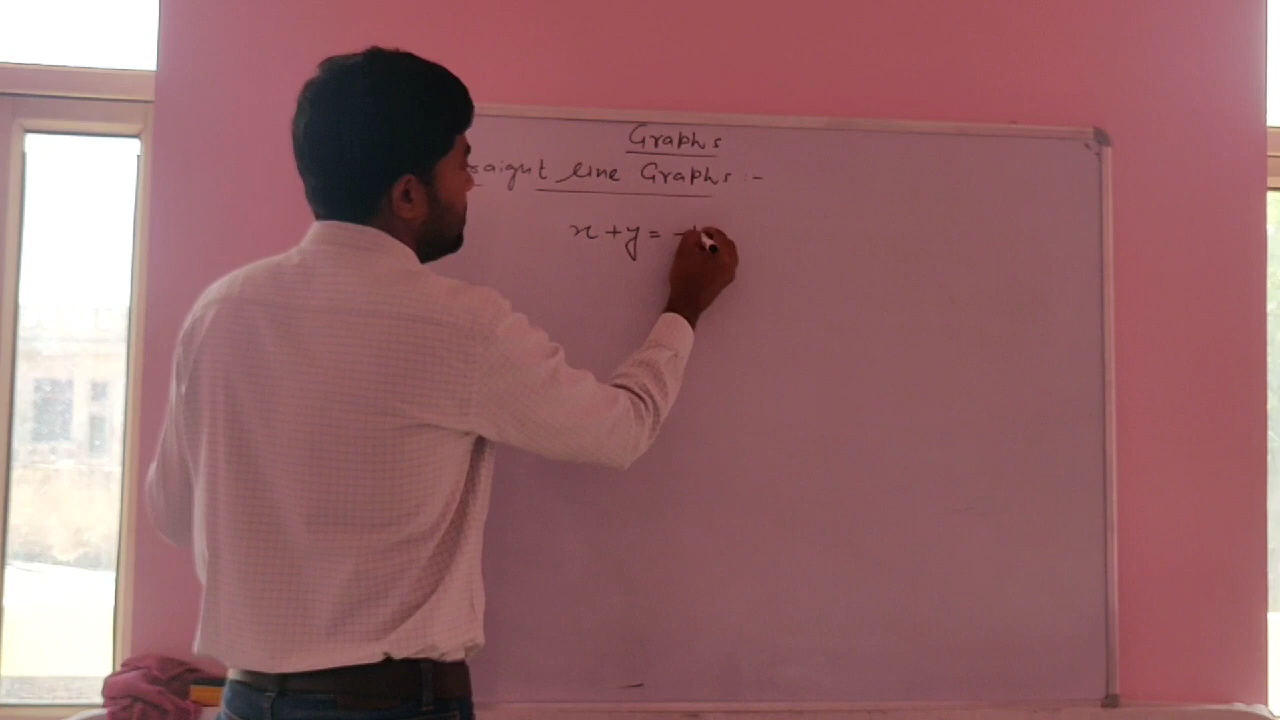 Graphs
raight line Graphs :-
x + y = -